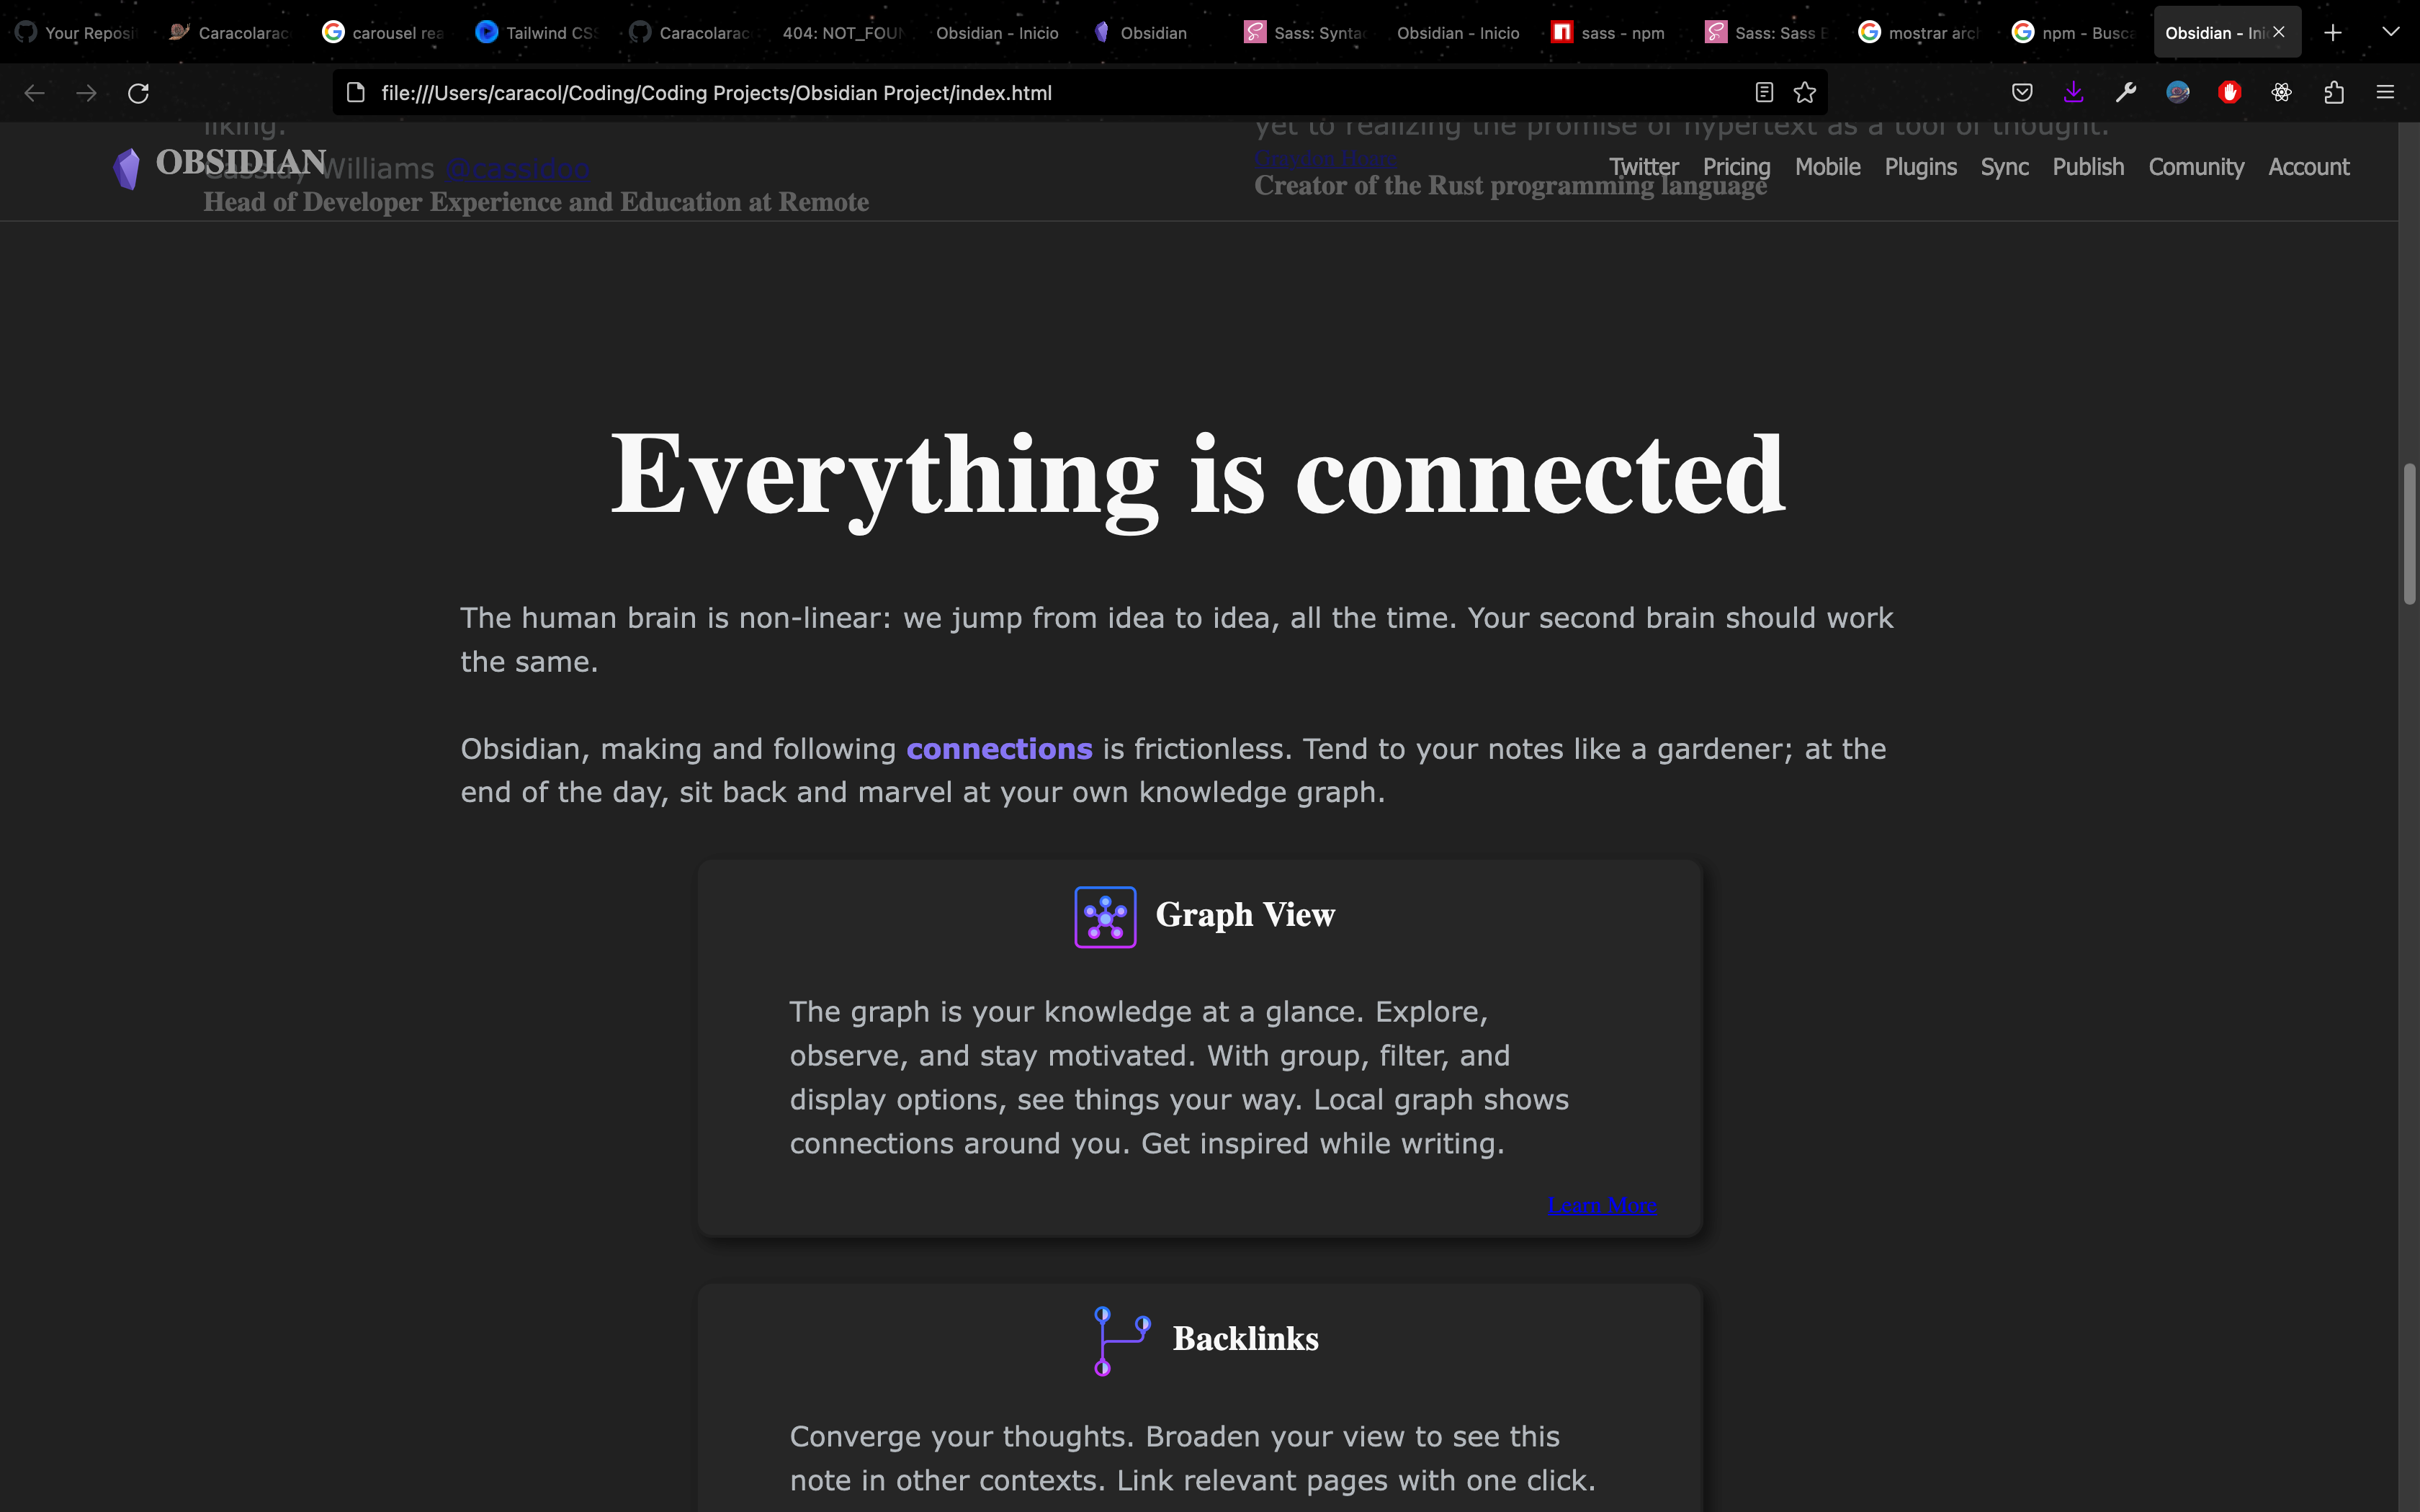 Your Reposi
Caracolarac
carousel rea
Tailwind CSS
Caracolarac
404: NOT_FOUN
Obsidian - Inicio
Obsidian
Sass: Synta
Obsidian - Inicio
sass - npm
Sass: Sass B
mostrar arch
npm - Busca
Obsidian - Ini
file:///Users/caracol/Coding/Coding Projects/Obsidian Project/index.html
liking.
yet to realizing the promise of hypertext as a tool of thought.
OBSIDIAN
Cassidy Williams @cassidoo
Graydon Hoare
Twitter Pricing Mobile Plugins Sync Publish Comunity Account
Head of Developer Experience and Education at Remote
Creator of the Rust programming language
Everything is connected
The human brain is non-linear: we jump from idea to idea, all the time. Your second brain should work
the same.
Obsidian, making and following connections is frictionless. Tend to your notes like a gardener; at the
end of the day, sit back and marvel at your own knowledge graph.
Graph View
The graph is your knowledge at a glance. Explore,
observe, and stay motivated. With group, filter, and
display options, see things your way. Local graph shows
connections around you. Get inspired while writing.
Learn More
Backlinks
Converge your thoughts. Broaden your view to see this
note in other contexts. Link relevant pages with one click.